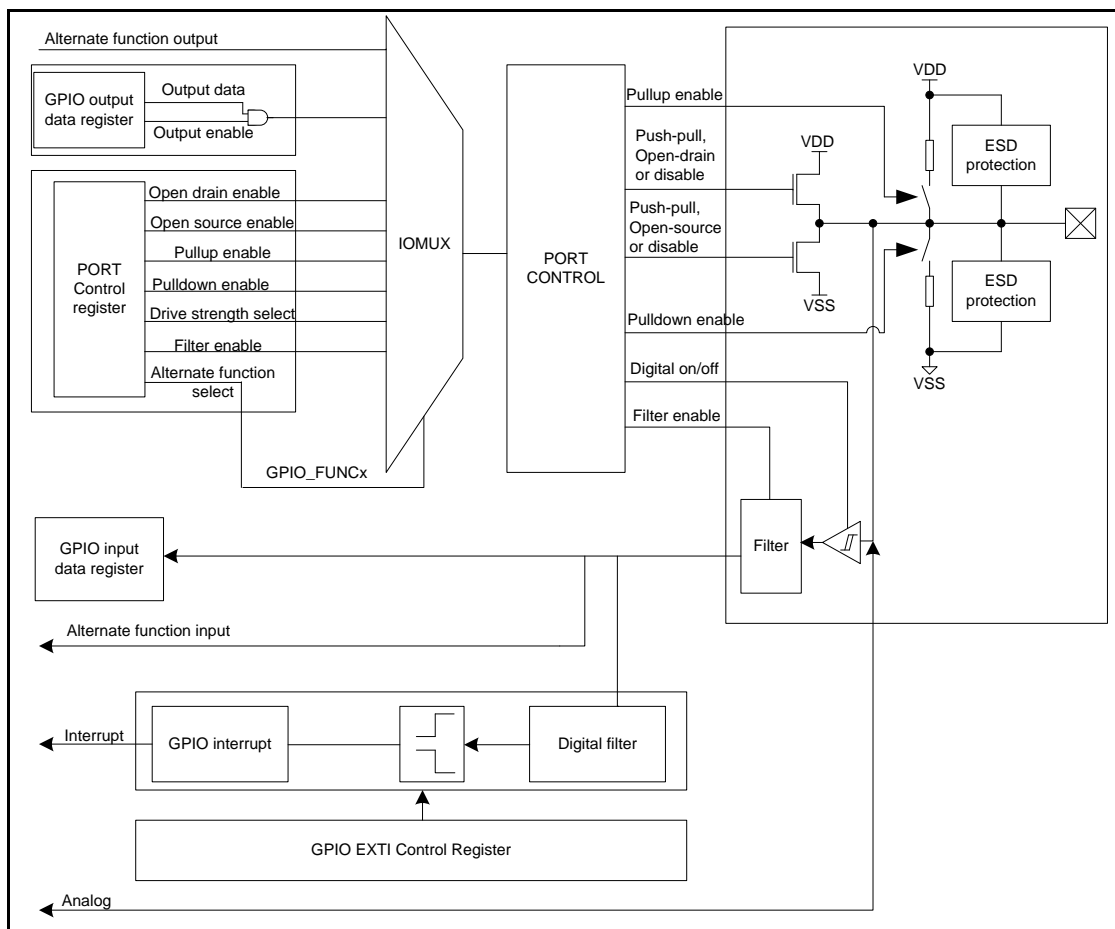 Alternate function output
GPIO output
data register
Output data
Output enable
PORT
Control
register
Open drain enable
Open source enable
Pullup enable
Pulldown enable
Drive strength select
Filter enable
Alternate function
select
GPIO_FUNCx
IOMUX
PORT
CONTROL
Pullup enable
Push-pull,
Open-drain
or disable
Push-pull,
Open-source
or disable
Pulldown enable
Digital on/off
Filter enable
VDD
VSS
VDD
ESD
protection
ESD
protection
VSS
Filter
GPIO input
data register
Alternate function input
Interrupt
GPIO interrupt
Digital filter
GPIO EXTI Control Register
Analog